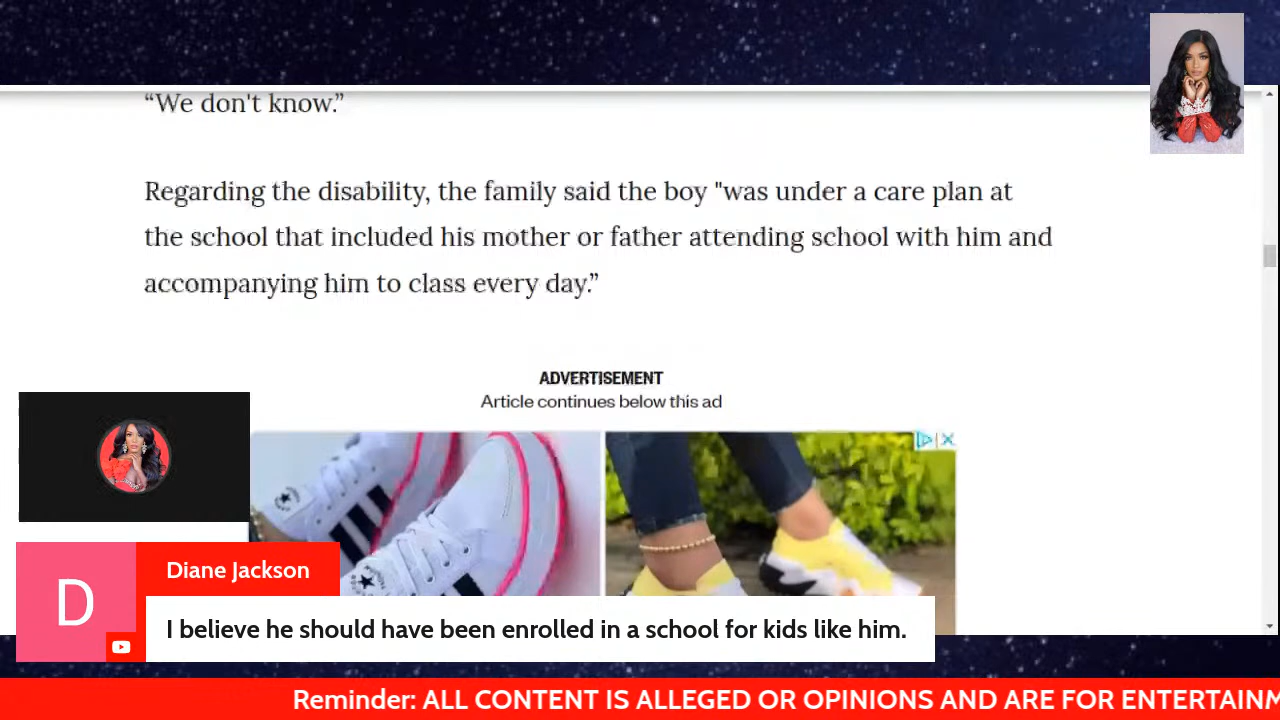 “We don't know.”
Regarding the disability, the family said the boy "was under a care plan at
the school that included his mother or father attending school with him and
accompanying him to class every day.”
ADVERTISEMENT
Article continues below this ad
D
Diane Jackson
I believe he should have been enrolled in a school for kids like him.
Reminder: ALL CONTENT IS ALLEGED OR OPINIONS AND ARE FOR ENTERTAINM